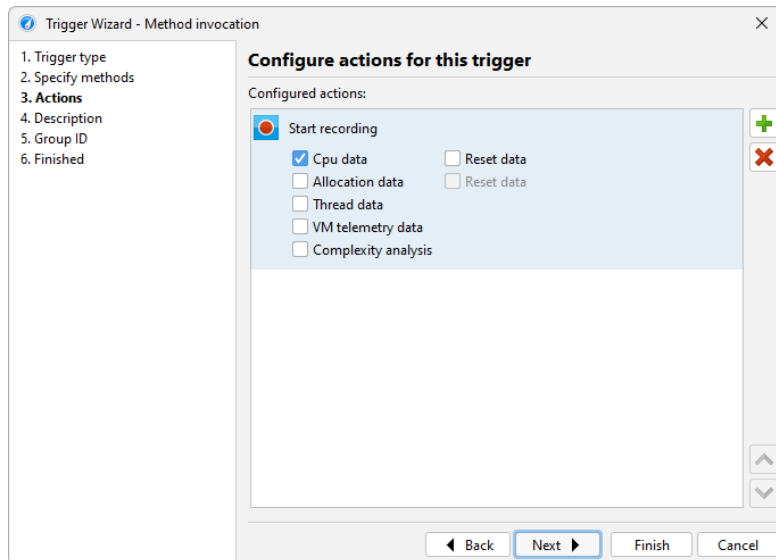 Trigger Wizard - Method invocation
1. Trigger type
2. Specify methods
3. Actions
4. Description
5. Group ID
6. Finished
Configure actions for this trigger
Configured actions:
Start recording
Cpu data Reset data
Allocation data Reset data
Thread data
VM telemetry data
Complexity analysis
Back Next Finish Cancel